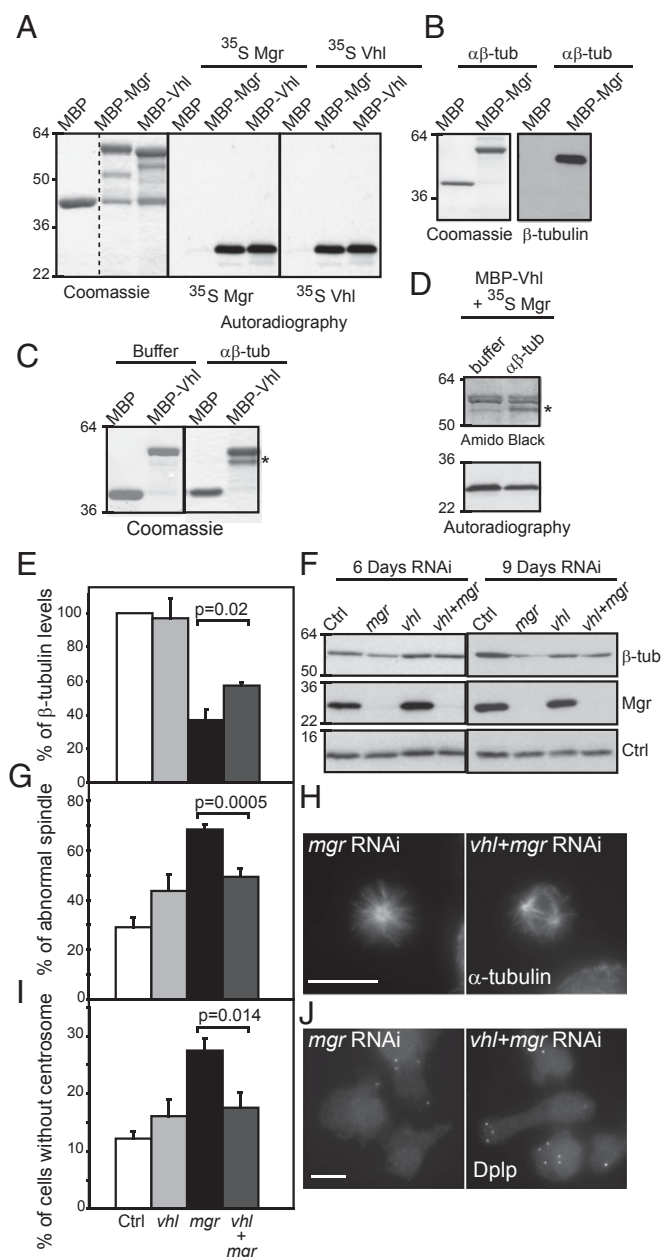 A
³⁵S Mgr
³⁵S Vhl
MBP
MBP-Mgr
MBP-Vhl
MBP
MBP-Mgr
MBP-Vhl
MBP
MBP-Mgr
MBP-Vhl
64
50
36
22
Coomassie
³⁵S Mgr
³⁵S Vhl
Autoradiography
B
αβ-tub
αβ-tub
MBP
MBP-Mgr
MBP
MBP-Mgr
64
36
Coomassie
β-tubulin
C
Buffer
αβ-tub
MBP
MBP-Vhl
MBP
MBP-Vhl
64
*
36
Coomassie
D
MBP-Vhl
+ ³⁵S Mgr
buffer
αβ-tub
64
*
50
Amido Black
36
22
Autoradiography
E
% of β-tubulin levels
100
80
60
40
20
0
p=0.02
F
6 Days RNAi
9 Days RNAi
Ctrl
mgr
vhl
vhl+mgr
Ctrl
mgr
vhl
vhl+mgr
64
50
β-tub
36
22
Mgr
16
Ctrl
G
% of abnormal spindle
80
60
40
20
0
p=0.0005
H
mgr RNAi
vhl+mgr RNAi
α-tubulin
I
% of cells without centrosome
30
20
10
0
p=0.014
Ctrl
vhl
mgr
vhl
+
mgr
J
mgr RNAi
vhl+mgr RNAi
Dplp